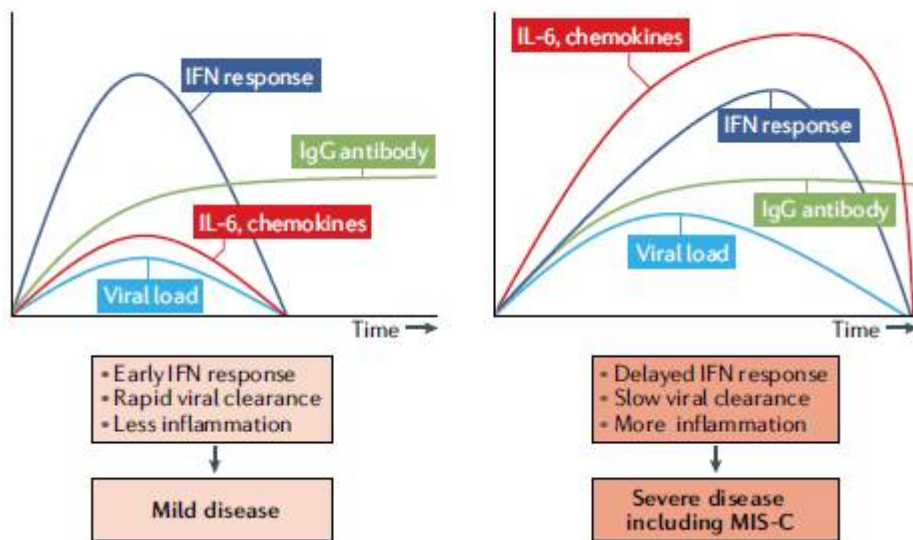 IFN response
IgG antibody
IL-6, chemokines
Viral load
Time
• Early IFN response
• Rapid viral clearance
• Less inflammation
Mild disease
IL-6, chemokines
IFN response
IgG antibody
Viral load
Time
• Delayed IFN response
• Slow viral clearance
• More inflammation
Severe disease
including MIS-C